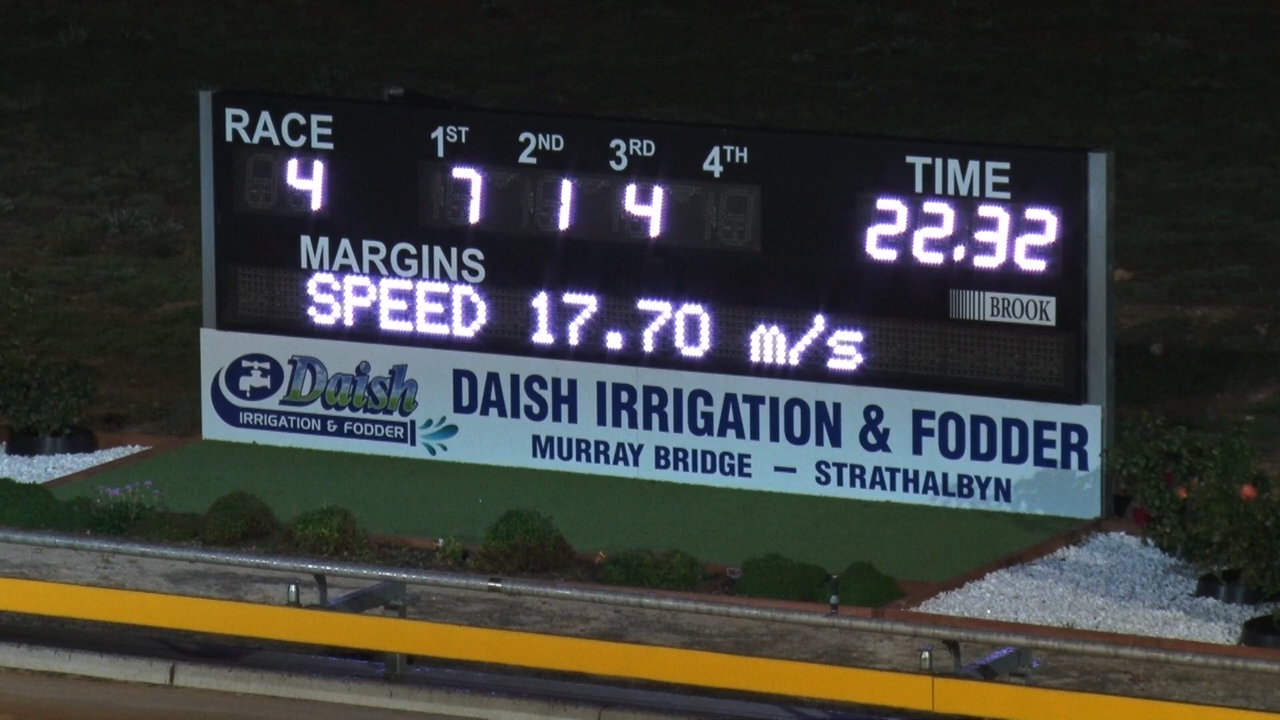 RACE 1ST 2ND 3RD 4TH TIME
4 7 1 4 22.32
MARGINS
SPEED 17.70 m/s
BROOK
Daish
IRRIGATION & FODDER
DAISH IRRIGATION & FODDER
MURRAY BRIDGE — STRATHALBYN